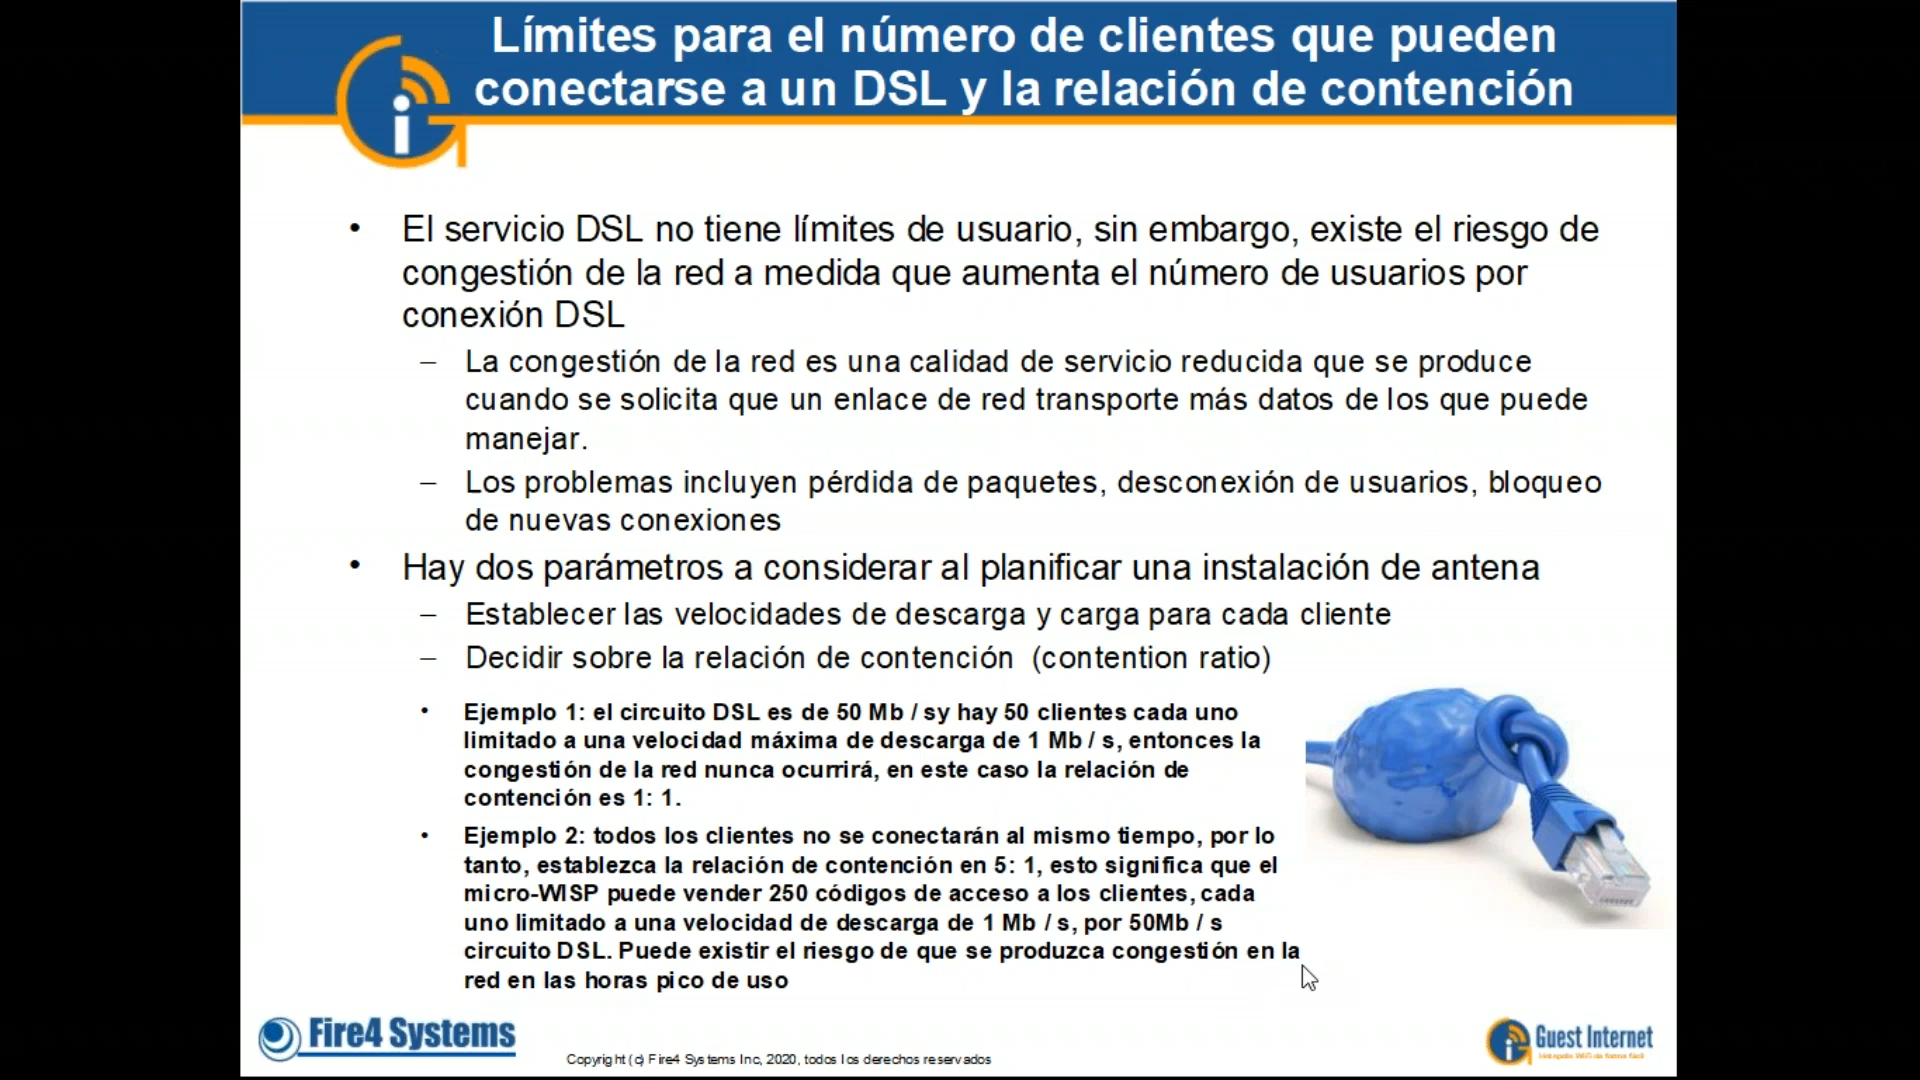 Límites para el número de clientes que pueden
conectarse a un DSL y la relación de contención
• El servicio DSL no tiene límites de usuario, sin embargo, existe el riesgo de
congestión de la red a medida que aumenta el número de usuarios por
conexión DSL
– La congestión de la red es una calidad de servicio reducida que se produce
cuando se solicita que un enlace de red transporte más datos de los que puede
manejar.
– Los problemas incluyen pérdida de paquetes, desconexión de usuarios, bloqueo
de nuevas conexiones
• Hay dos parámetros a considerar al planificar una instalación de antena
– Establecer las velocidades de descarga y carga para cada cliente
– Decidir sobre la relación de contención (contention ratio)
• Ejemplo 1: el circuito DSL es de 50 Mb / sy hay 50 clientes cada uno
limitado a una velocidad máxima de descarga de 1 Mb / s, entonces la
congestión de la red nunca ocurrirá, en este caso la relación de
contención es 1: 1.
• Ejemplo 2: todos los clientes no se conectarán al mismo tiempo, por lo
tanto, establezca la relación de contención en 5: 1, esto significa que el
micro-WISP puede vender 250 códigos de acceso a los clientes, cada
uno limitado a una velocidad de descarga de 1 Mb / s, por 50Mb / s
circuito DSL. Puede existir el riesgo de que se produzca congestión en la
red en las horas pico de uso
Fire4 Systems
Copyright (c) Fire4 Systems Inc, 2020, todos los derechos reservados
Guest Internet
Hotspots WiFi de forma fácil